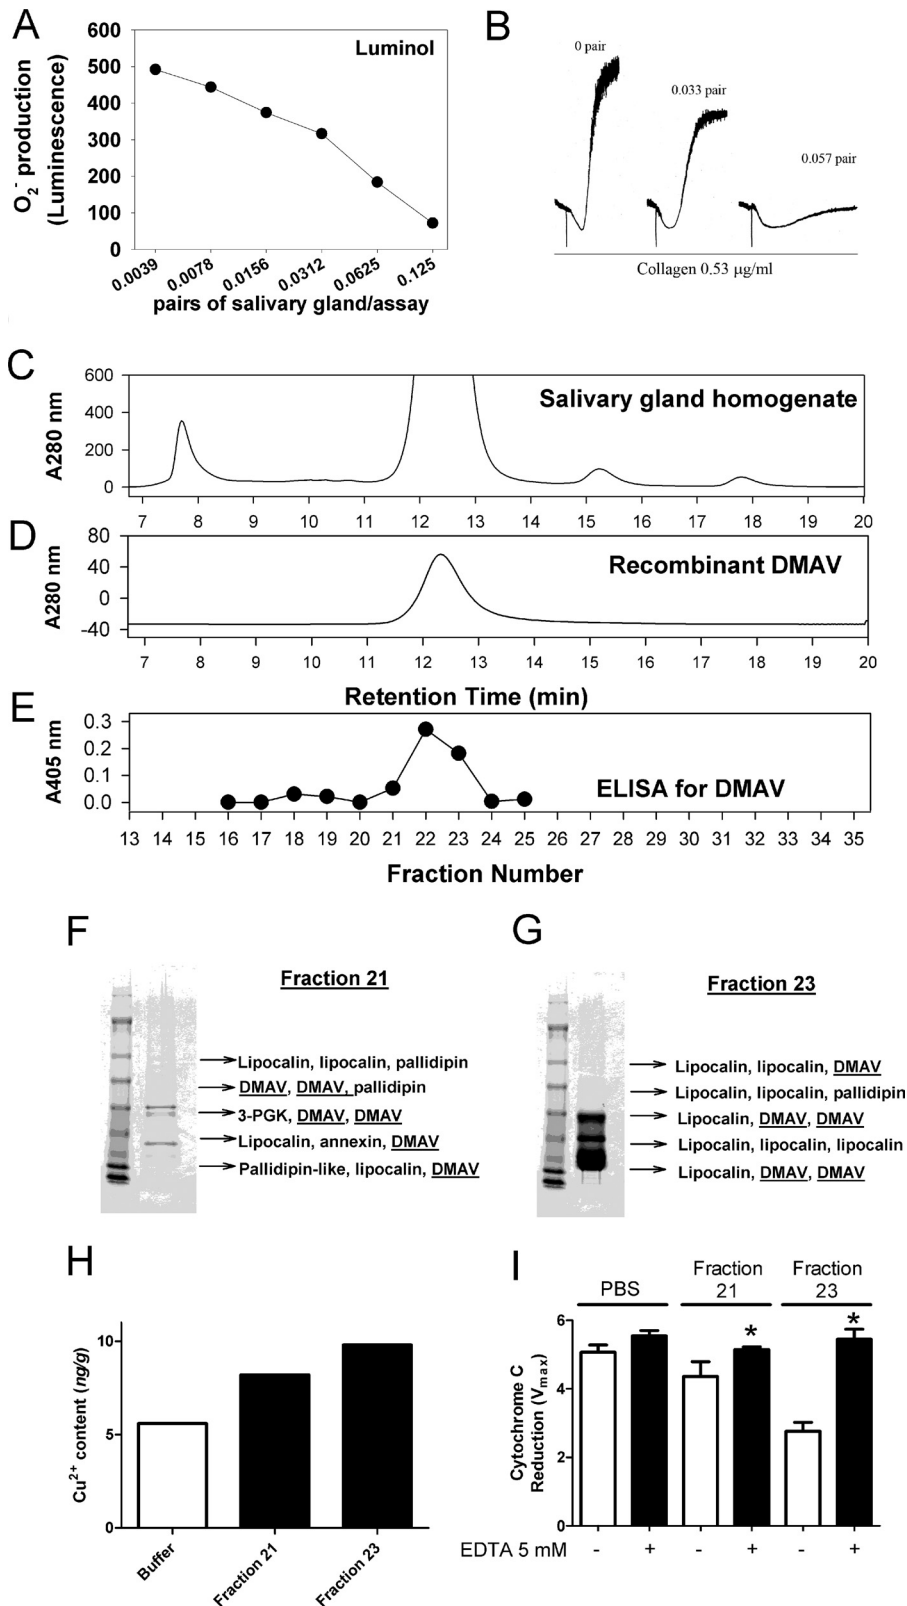 A
Luminol
O2- production
(Luminescence)
600
500
400
300
200
100
0
0.0039
0.0078
0.0156
0.0312
0.0625
0.125
pairs of salivary gland/assay
B
0 pair
0.033 pair
0.057 pair
Collagen 0.53 µg/ml
C
A280 nm
600
400
200
0
Salivary gland homogenate
7 8 9 10 11 12 13 14 15 16 17 18 19 20
D
A280 nm
80
40
0
-40
Recombinant DMAV
7 8 9 10 11 12 13 14 15 16 17 18 19 20
Retention Time (min)
E
A405 nm
0.3
0.2
0.1
0.0
ELISA for DMAV
13 14 15 16 17 18 19 20 21 22 23 24 25 26 27 28 29 30 31 32 33 34 35
Fraction Number
F
Fraction 21
Lipocalin, lipocalin, pallidipin
DMAV, DMAV, pallidipin
3-PGK, DMAV, DMAV
Lipocalin, annexin, DMAV
Pallidipin-like, lipocalin, DMAV
G
Fraction 23
Lipocalin, lipocalin, DMAV
Lipocalin, lipocalin, pallidipin
Lipocalin, DMAV, DMAV
Lipocalin, lipocalin, lipocalin
Lipocalin, DMAV, DMAV
H
Cu2+ content (ng/g)
10
5
0
Buffer
Fraction 21
Fraction 23
I
PBS
Fraction
21
Fraction
23
Cytochrome C
Reduction (Vmax)
6
4
2
0
* *
EDTA 5 mM - + - + - +